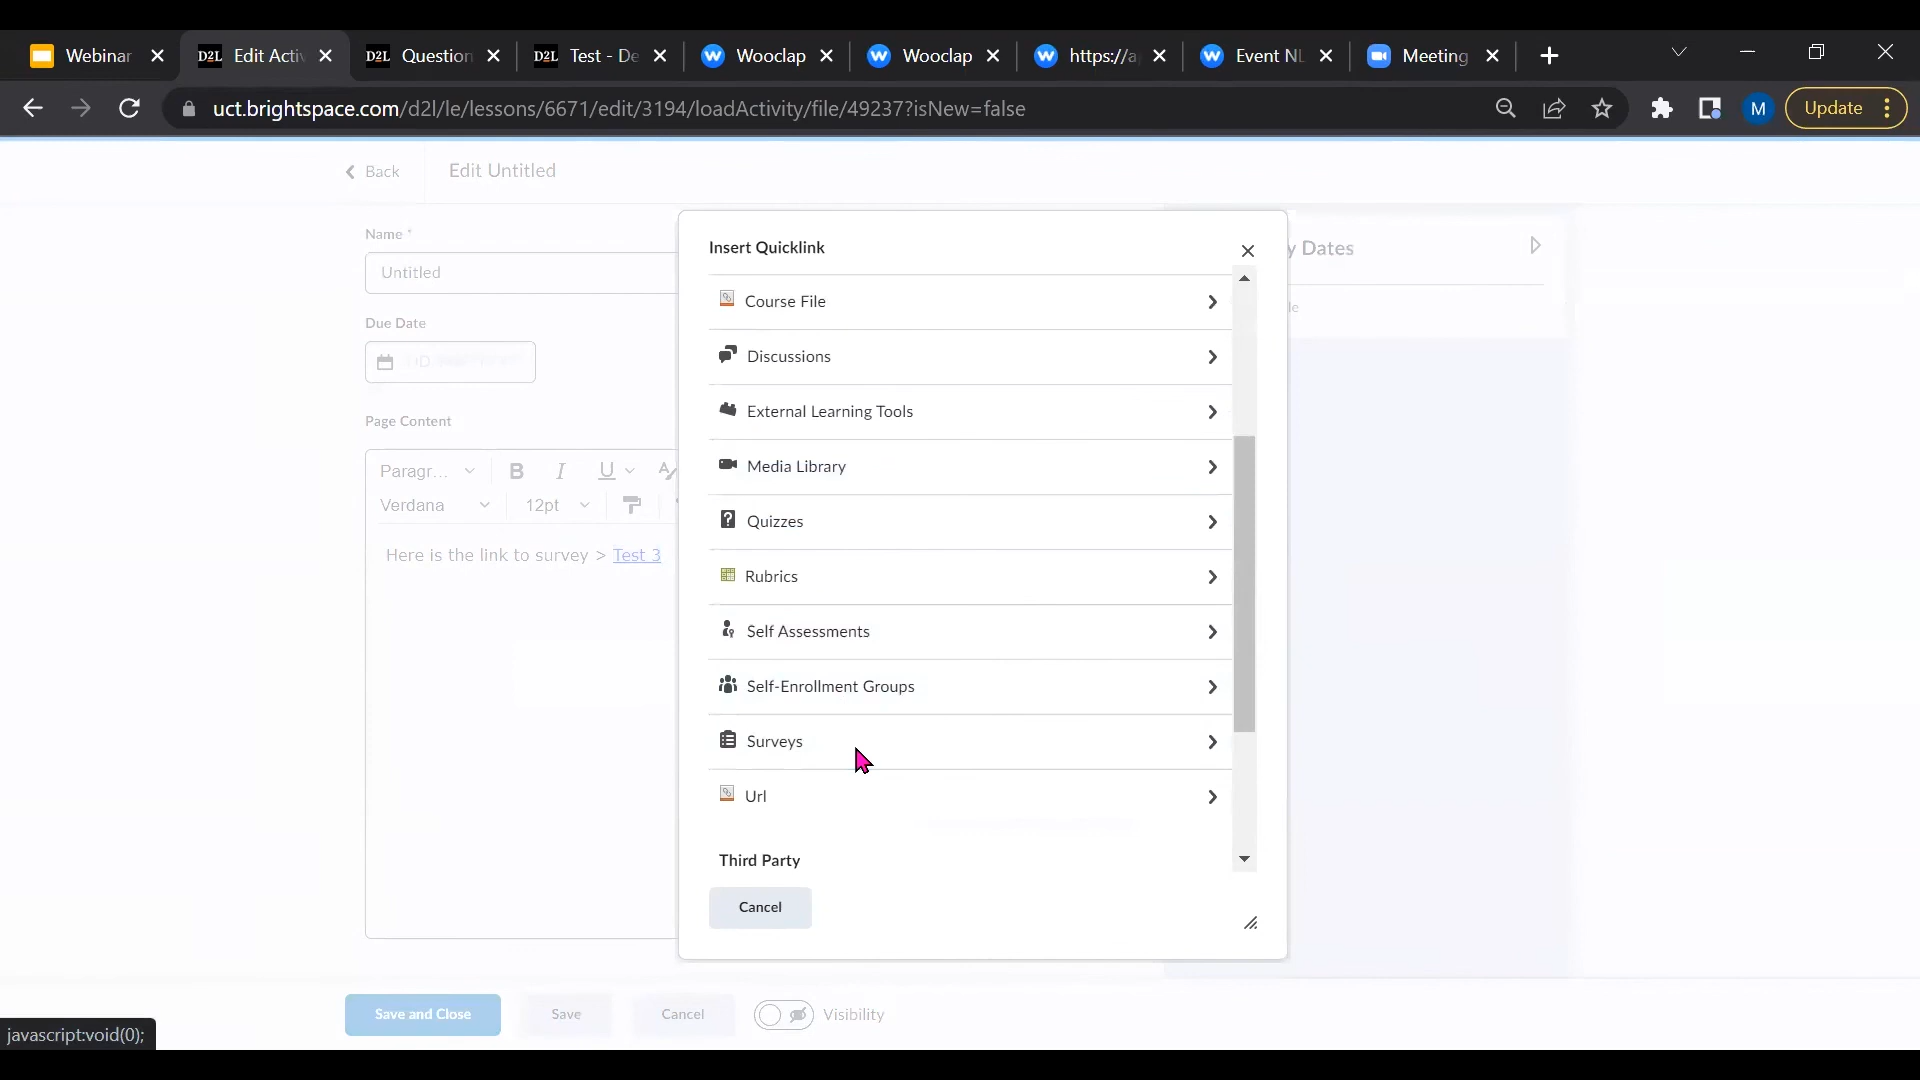 Webinar
Edit Activ
Question
Test - De
Wooclap
Wooclap
https://a
Event NL
Meeting
uct.brightspace.com/d2l/le/lessons/6671/edit/3194/loadActivity/file/49237?isNew=false
M
Update
Back
Edit Untitled
Name *
Untitled
Due Date
Page Content
Paragr...
B I U
Verdana
12pt
Here is the link to survey > Test 3
Insert Quicklink
Course File
Discussions
External Learning Tools
Media Library
Quizzes
Rubrics
Self Assessments
Self-Enrollment Groups
Surveys
Url
Third Party
Cancel
y Dates
le
Save and Close
Save
Cancel
Visibility
javascript:void(0);